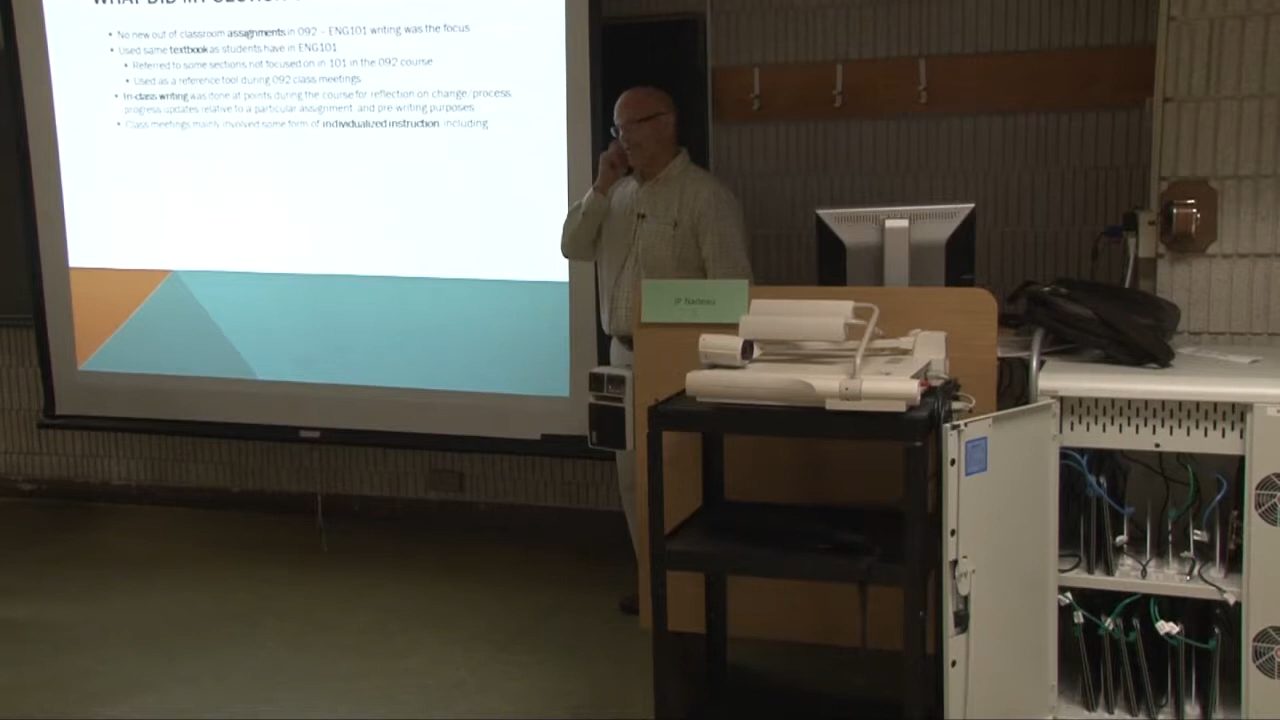 WHAT DID MY SECTION
• No new out of classroom assignments in 092 - ENG101 writing was the focus
• Used same textbook as students have in ENG101
• Referred to some sections not focused on in 101 in the 092 course
• Used as a reference tool during 092 class meetings
• In-class writing was done at points during the course for reflection on change/process,
progress updates relative to a particular assignment, and pre writing purposes
• Class meetings mainly involved some form of individualized instruction, including
JP Nadeau